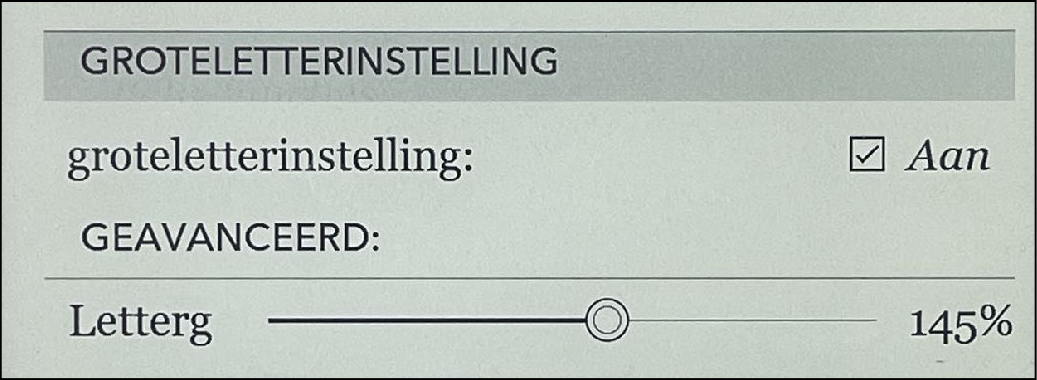 GROTELETTERINSTELLING
groteletterinstelling: Aan
GEAVANCEERD:
Letterg 145%